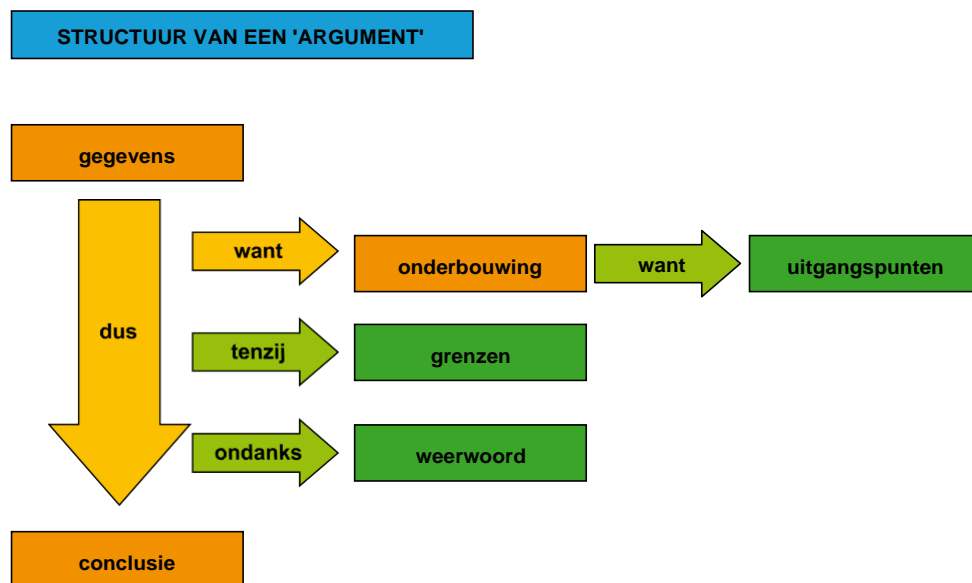 STRUCTUUR VAN EEN 'ARGUMENT'
gegevens
want
onderbouwing
want
uitgangspunten
dus
tenzij
grenzen
ondanks
weerwoord
conclusie